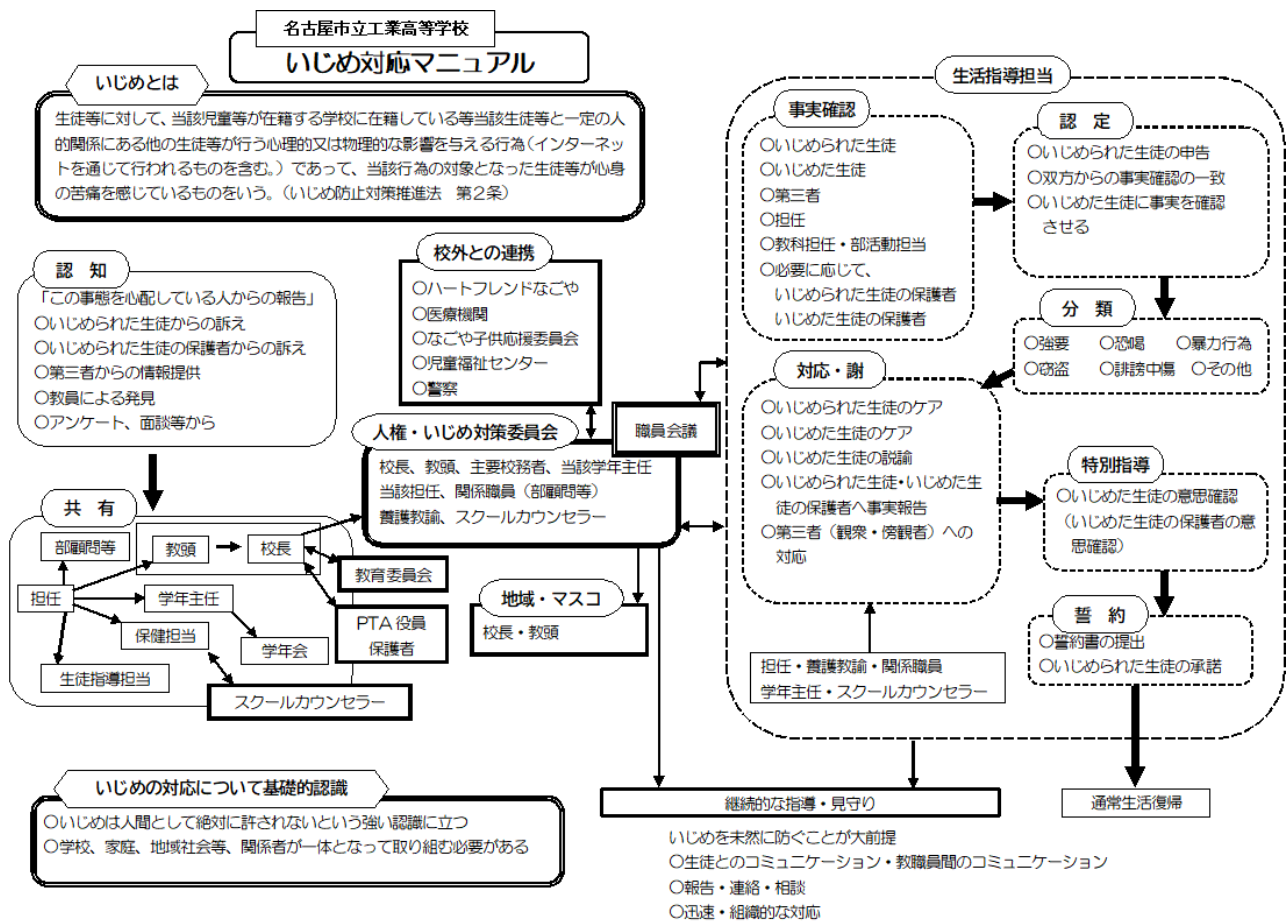 名古屋市立工業高等学校
いじめ対応マニュアル
いじめとは
生徒等に対して、当該児童等が在籍する学校に在籍している等当該生徒等と一定の人
的関係にある他の生徒等が行う心理的又は物理的な影響を与える行為（インターネッ
トを通じて行われるものを含む。）であって、当該行為の対象となった生徒等が心身
の苦痛を感じているものをいう。（いじめ防止対策推進法　第２条）
認　知
「この事態を心配している人からの報告」
○いじめられた生徒からの訴え
○いじめられた生徒の保護者からの訴え
○第三者からの情報提供
○教員による発見
○アンケート、面談等から
校外との連携
○ハートフレンドなごや
○医療機関
○なごや子供応援委員会
○児童福祉センター
○警察
職員会議
人権・いじめ対策委員会
校長、教頭、主要校務者、当該学年主任
当該担任、関係職員（部顧問等）
養護教諭、スクールカウンセラー
共　有
部顧問等
教頭
校長
担任
学年主任
保健担当
学年会
生徒指導担当
スクールカウンセラー
教育委員会
PTA 役員
保護者
地域・マスコ
校長・教頭
生活指導担当
事実確認
○いじめられた生徒
○いじめた生徒
○第三者
○担任
○教科担任・部活動担当
○必要に応じて、
いじめられた生徒の保護者
いじめた生徒の保護者
認　定
○いじめられた生徒の申告
○双方からの事実確認の一致
○いじめた生徒に事実を確認
させる
分　類
○強要　○恐喝　○暴力行為
○窃盗　○誹謗中傷　○その他
対応・謝
○いじめられた生徒のケア
○いじめた生徒のケア
○いじめた生徒の説諭
○いじめられた生徒・いじめた生
徒の保護者へ事実報告
○第三者（観衆・傍観者）への
対応
特別指導
○いじめた生徒の意思確認
（いじめた生徒の保護者の意
思確認）
誓　約
○誓約書の提出
○いじめられた生徒の承諾
担任・養護教諭・関係職員
学年主任・スクールカウンセラー
いじめの対応について基礎的認識
○いじめは人間として絶対に許されないという強い認識に立つ
○学校、家庭、地域社会等、関係者が一体となって取り組む必要がある
継続的な指導・見守り
通常生活復帰
いじめを未然に防ぐことが大前提
○生徒とのコミュニケーション・教職員間のコミュニケーション
○報告・連絡・相談
○迅速・組織的な対応